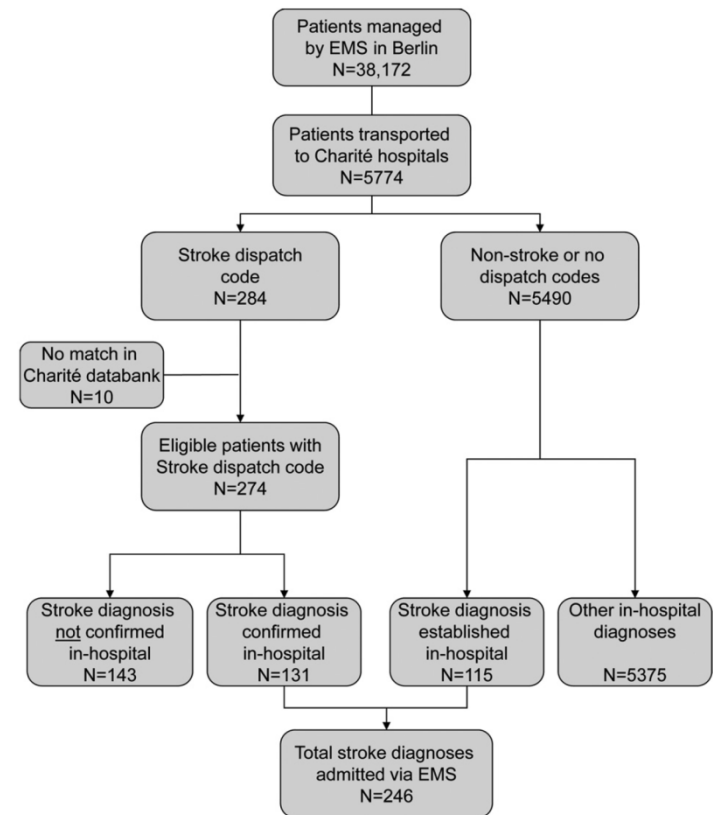 Patients managed
by EMS in Berlin
N=38,172
Patients transported
to Charité hospitals
N=5774
Stroke dispatch
code
N=284
Non-stroke or no
dispatch codes
N=5490
No match in
Charité databank
N=10
Eligible patients with
Stroke dispatch code
N=274
Stroke diagnosis
not confirmed
in-hospital
N=143
Stroke diagnosis
confirmed
in-hospital
N=131
Stroke diagnosis
established
in-hospital
N=115
Other in-hospital
diagnoses
N=5375
Total stroke diagnoses
admitted via EMS
N=246